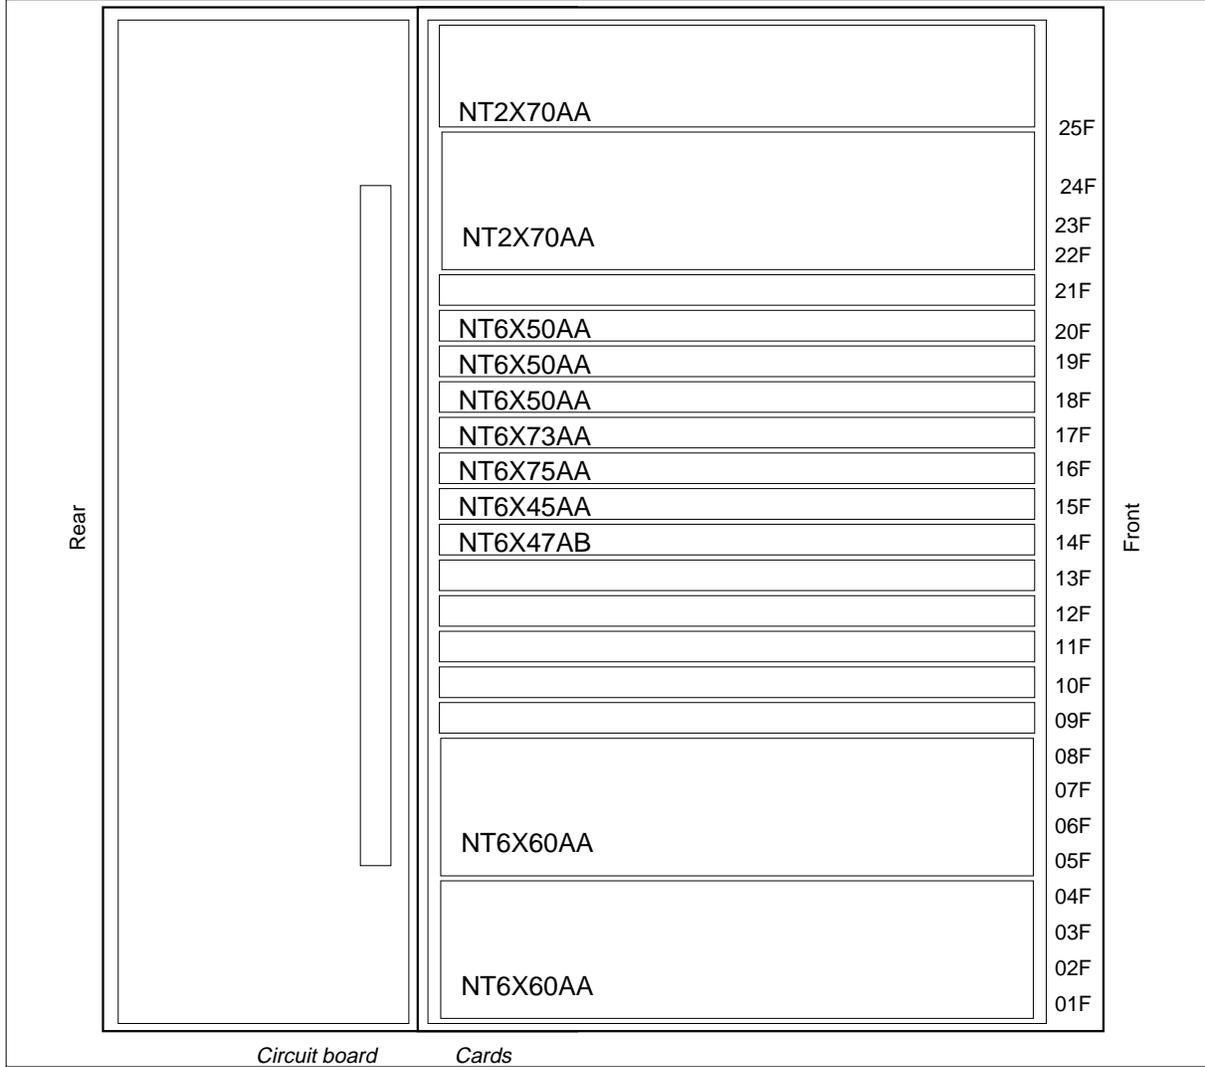 NT2X70AA
25F
24F
23F
NT2X70AA
22F
21F
NT6X50AA 20F
NT6X50AA 19F
NT6X50AA 18F
NT6X73AA 17F
NT6X75AA 16F
NT6X45AA 15F
NT6X47AB 14F
Rear
Front
13F
12F
11F
10F
09F
08F
07F
06F
NT6X60AA
05F
04F
03F
02F
NT6X60AA
01F
Circuit board Cards